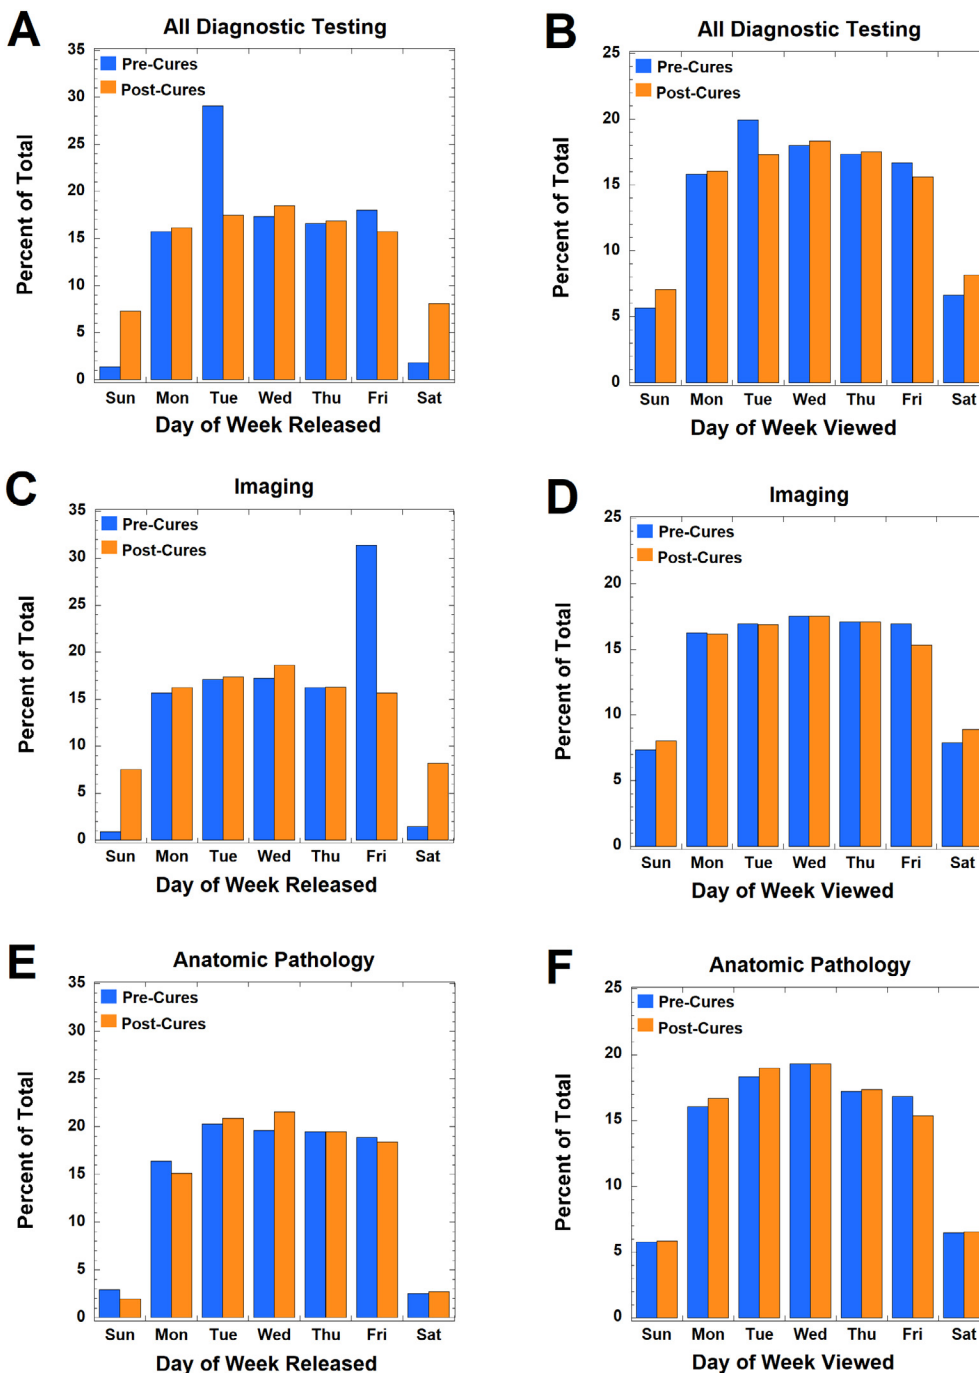 A
All Diagnostic Testing
35
30
25
20
15
10
5
0
Percent of Total
Pre-Cures
Post-Cures
Sun Mon Tue Wed Thu Fri Sat
Day of Week Released
B
All Diagnostic Testing
25
20
15
10
5
0
Percent of Total
Pre-Cures
Post-Cures
Sun Mon Tue Wed Thu Fri Sat
Day of Week Viewed
C
Imaging
35
30
25
20
15
10
5
0
Percent of Total
Pre-Cures
Post-Cures
Sun Mon Tue Wed Thu Fri Sat
Day of Week Released
D
Imaging
25
20
15
10
5
0
Percent of Total
Pre-Cures
Post-Cures
Sun Mon Tue Wed Thu Fri Sat
Day of Week Viewed
E
Anatomic Pathology
35
30
25
20
15
10
5
0
Percent of Total
Pre-Cures
Post-Cures
Sun Mon Tue Wed Thu Fri Sat
Day of Week Released
F
Anatomic Pathology
25
20
15
10
5
0
Percent of Total
Pre-Cures
Post-Cures
Sun Mon Tue Wed Thu Fri Sat
Day of Week Viewed